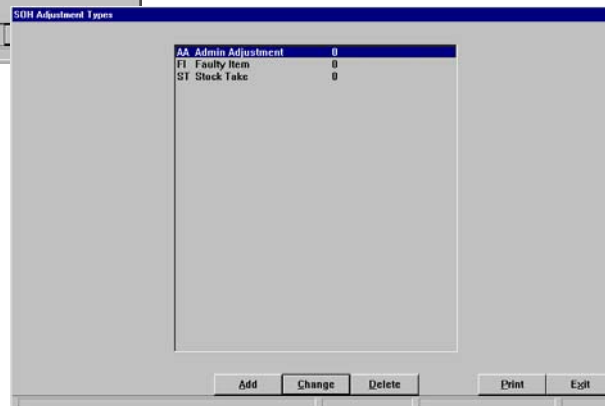 SOH Adjustment Types
AA Admin Adjustment 0
FI Faulty Item 0
ST Stock Take 0
Add Change Delete Print Exit